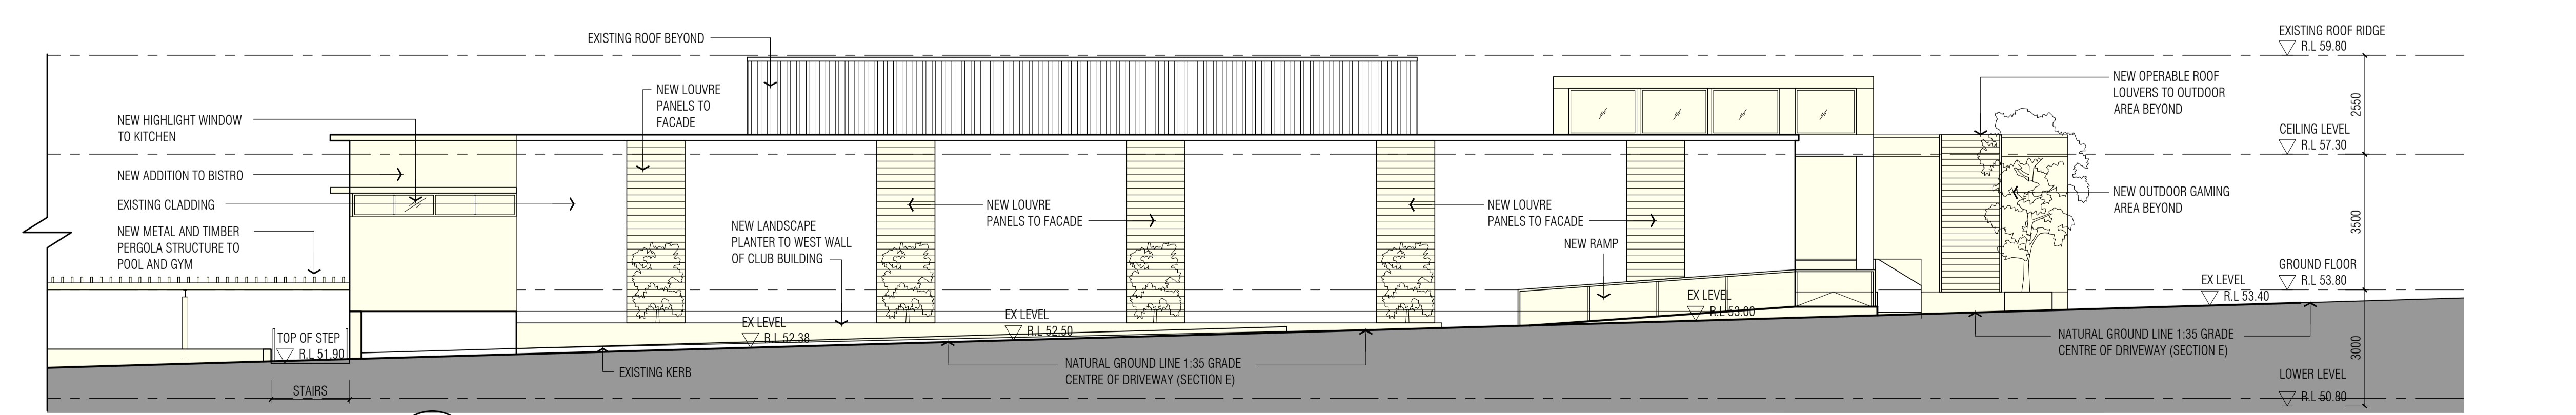 EXISTING ROOF RIDGE
R.L 59.80
EXISTING ROOF BEYOND
NEW OPERABLE ROOF
LOUVERS TO OUTDOOR
AREA BEYOND
NEW LOUVRE
PANELS TO
FACADE
2550
NEW HIGHLIGHT WINDOW
TO KITCHEN
CEILING LEVEL
R.L 57.30
NEW ADDITION TO BISTRO
EXISTING CLADDING
NEW LOUVRE
PANELS TO FACADE
NEW LOUVRE
PANELS TO FACADE
NEW OUTDOOR GAMING
AREA BEYOND
3500
NEW METAL AND TIMBER
PERGOLA STRUCTURE TO
POOL AND GYM
NEW LANDSCAPE
PLANTER TO WEST WALL
OF CLUB BUILDING
NEW RAMP
GROUND FLOOR
R.L 53.80
EX LEVEL
R.L 53.40
EX LEVEL
R.L 53.00
EX LEVEL
R.L 52.50
EX LEVEL
R.L 52.38
TOP OF STEP
R.L 51.90
NATURAL GROUND LINE 1:35 GRADE
CENTRE OF DRIVEWAY (SECTION E)
NATURAL GROUND LINE 1:35 GRADE
CENTRE OF DRIVEWAY (SECTION E)
3000
EXISTING KERB
STAIRS
LOWER LEVEL
R.L 50.80